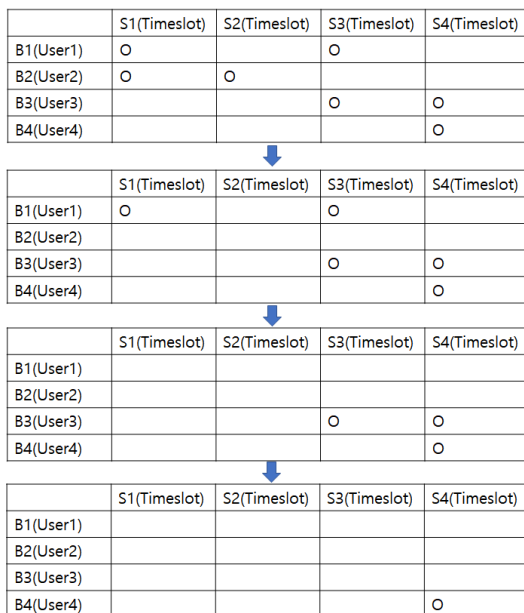 S1(Timeslot) S2(Timeslot) S3(Timeslot) S4(Timeslot)
B1(User1) O O
B2(User2) O O
B3(User3) O O
B4(User4) O
S1(Timeslot) S2(Timeslot) S3(Timeslot) S4(Timeslot)
B1(User1) O O
B2(User2)
B3(User3) O O
B4(User4) O
S1(Timeslot) S2(Timeslot) S3(Timeslot) S4(Timeslot)
B1(User1)
B2(User2)
B3(User3) O O
B4(User4) O
S1(Timeslot) S2(Timeslot) S3(Timeslot) S4(Timeslot)
B1(User1)
B2(User2)
B3(User3)
B4(User4) O